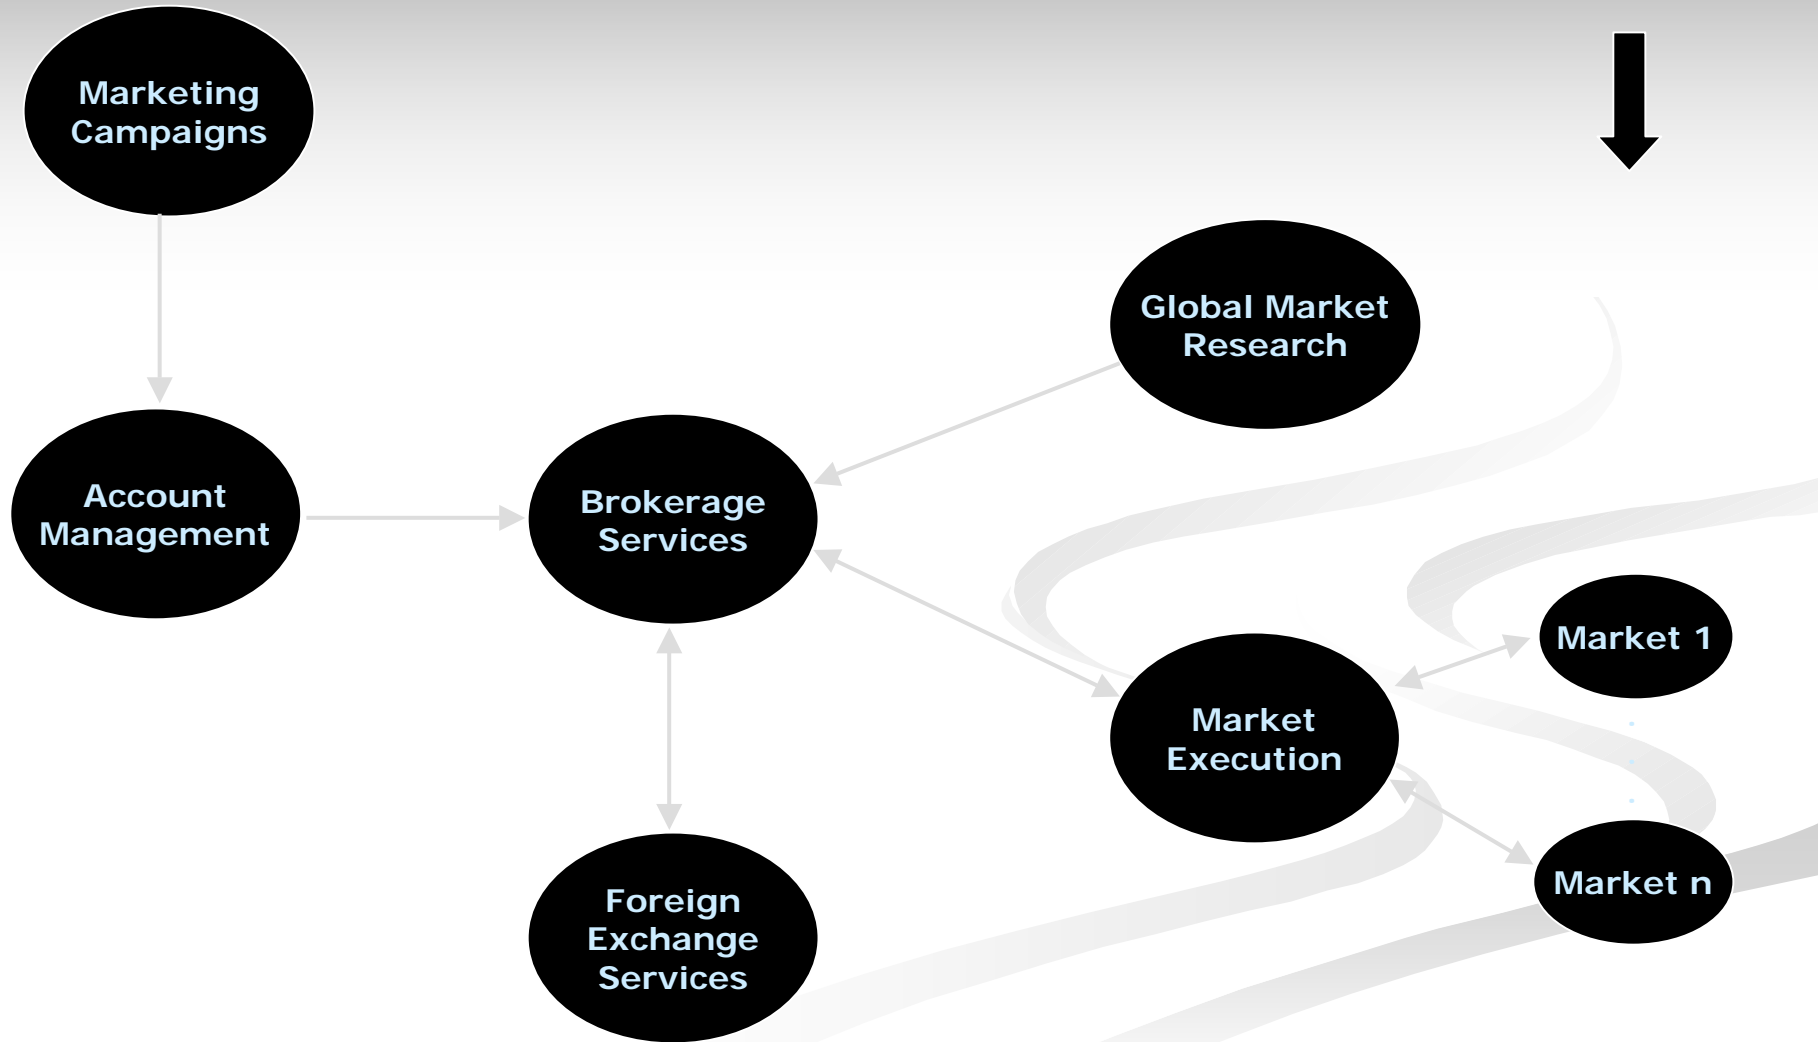 Marketing
Campaigns
Global Market
Research
Account
Management
Brokerage
Services
Market 1
Market
Execution
.
.
.
Market n
Foreign
Exchange
Services